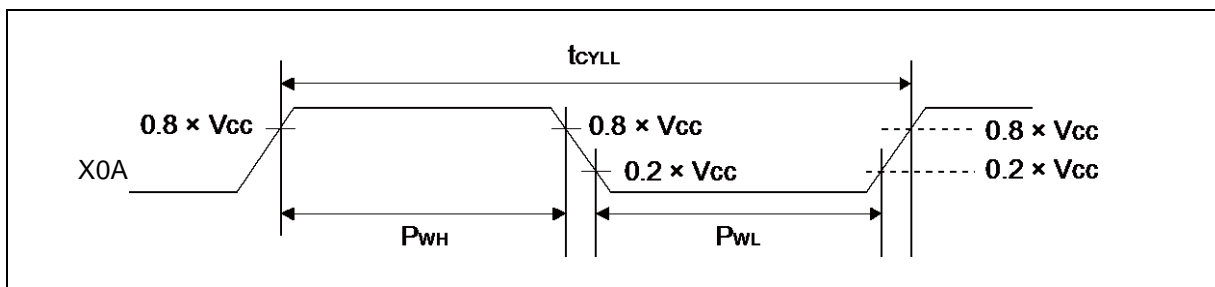 tCYLL
0.8 × Vcc 0.8 × Vcc 0.8 × Vcc
X0A 0.2 × Vcc 0.2 × Vcc
PWH PWL